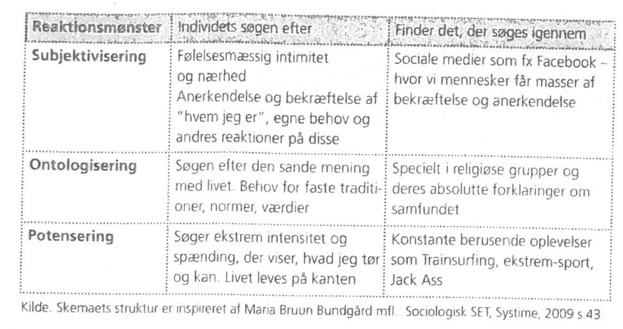 Reaktionsmønster Individets søgen efter Finder det, der søges igennem
Subjektivisering Følelsesmæssig intimitet Sociale medier som fx Facebook –
og nærhed hvor vi mennesker får masser af
Anerkendelse og bekræftelse af bekræftelse og anerkendelse
"hvem jeg er", egne behov og
andres reaktioner på disse
Ontologisering Søgen efter den sande mening Specielt i religiøse grupper og
med livet. Behov for faste traditi- deres absolutte forklaringer om
oner, normer, værdier samfundet
Potensering Søger ekstrem intensitet og Konstante berusende oplevelser
spænding, der viser, hvad jeg tør som Trainsurfing, ekstrem-sport,
og kan. Livet leves på kanten Jack Ass
Kilde. Skemaets struktur er inspireret af Maria Bruun Bundgård mfl.: Sociologisk SET, Systime, 2009 s.43